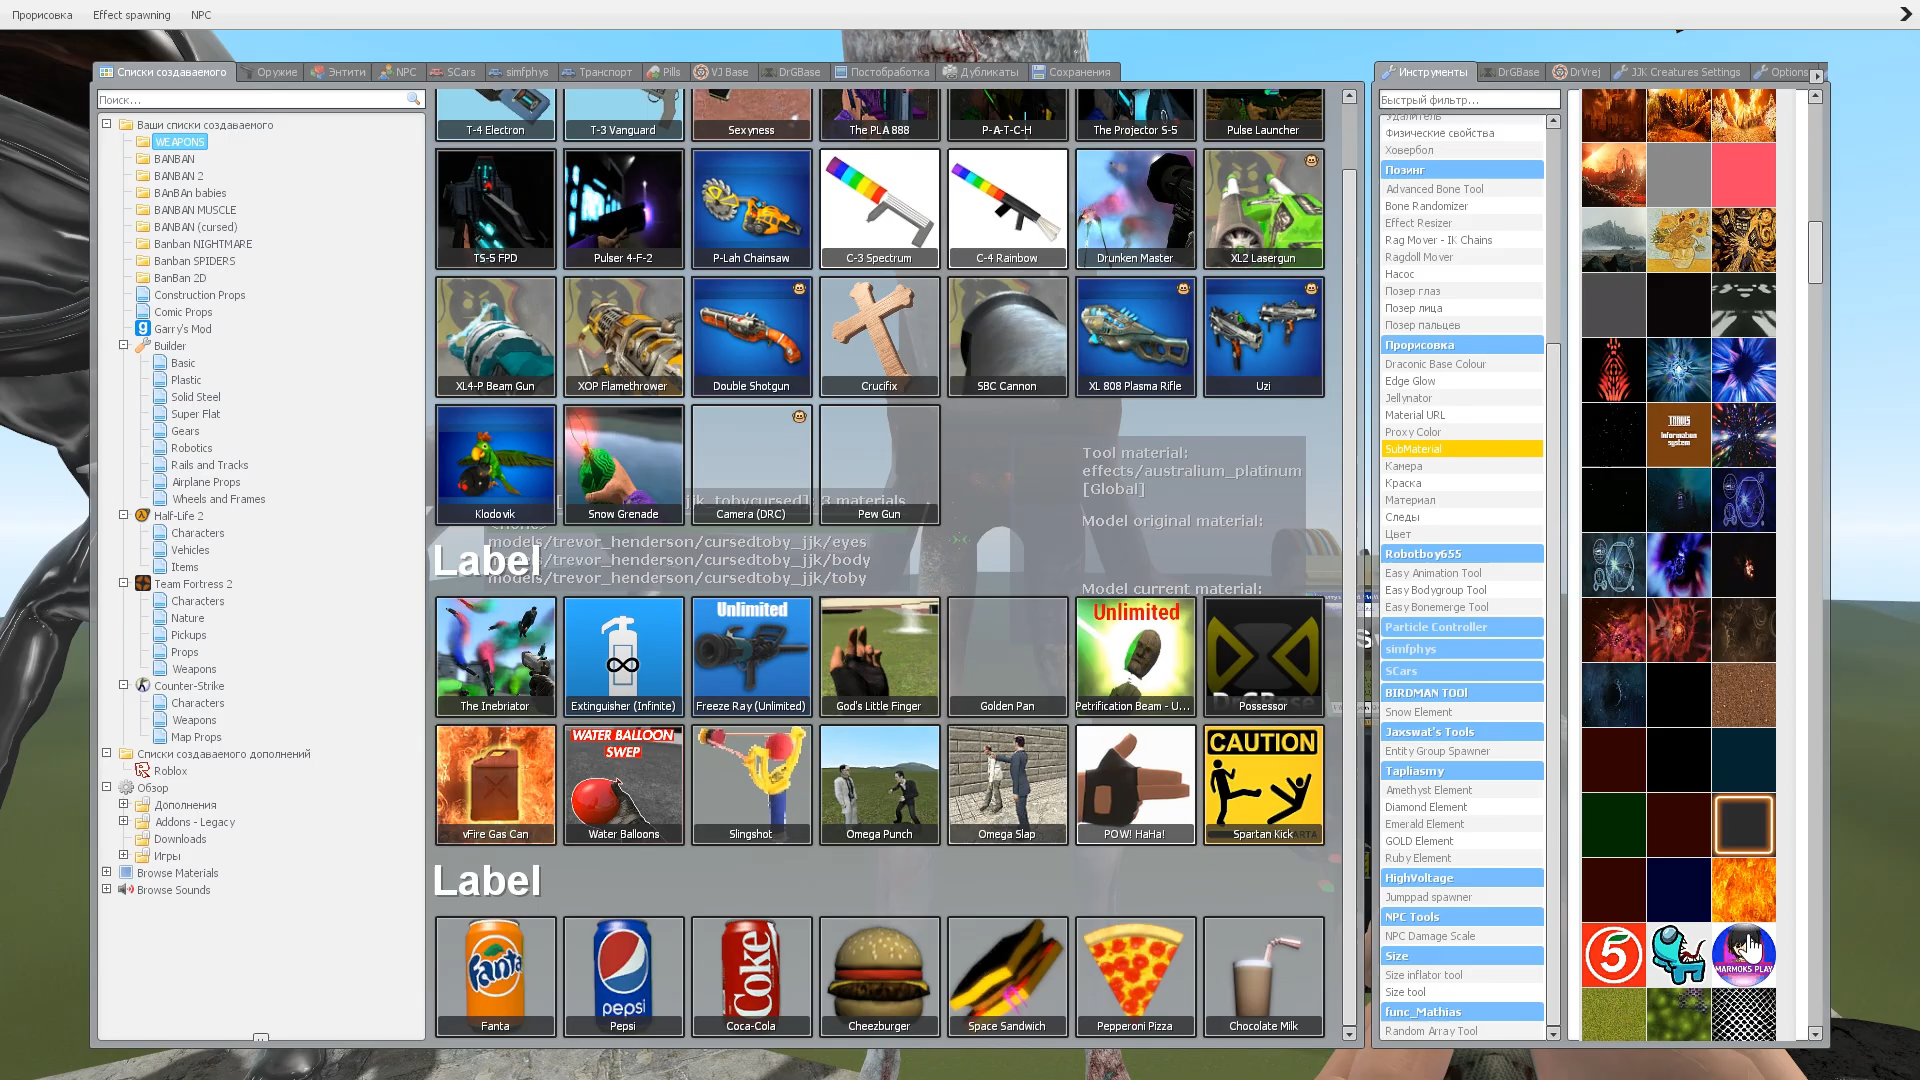 Прорисовка Effect spawning NPC
Списки создаваемого Оружие Энтити NPC SCars simfphys Транспорт Pills VJ Base DrGBase Постобработка Дубликаты Сохранения
Поиск...
Ваши списки создаваемого
WEAPONS
BANBAN
BANBAN 2
BAnBAn babies
BANBAN MUSCLE
BANBAN (cursed)
Banban NIGHTMARE
Banban SPIDERS
BanBan 2D
Construction Props
Comic Props
Garry's Mod
Builder
Basic
Plastic
Solid Steel
Super Flat
Gears
Robotics
Rails and Tracks
Airplane Props
Wheels and Frames
Half-Life 2
Characters
Vehicles
Items
Team Fortress 2
Characters
Nature
Pickups
Props
Weapons
Counter-Strike
Characters
Weapons
Map Props
Списки создаваемого дополнений
Roblox
Обзор
Дополнения
Addons - Legacy
Downloads
Игры
Browse Materials
Browse Sounds
T-4 Electron T-3 Vanguard Sexyness The PLA 888 P-A-T-C-H The Projector S-5 Pulse Launcher
TS-5 FPD Pulser 4-F-2 P-Lah Chainsaw C-3 Spectrum C-4 Rainbow Drunken Master XL2 Lasergun
XL4-P Beam Gun XOP Flamethrower Double Shotgun Crucifix SBC Cannon XL 808 Plasma Rifle Uzi
Klodovik Snow Grenade Camera (DRC) Pew Gun
jjk_tobycursed]: 3 materials
models/trevor_henderson/cursedtoby_jjk/eyes
models/trevor_henderson/cursedtoby_jjk/body
models/trevor_henderson/cursedtoby_jjk/toby
Tool material:
effects/australium_platinum
[Global]
Model original material:
Model current material:
Label
Unlimited
Unlimited
The Inebriator Extinguisher (Infinite) Freeze Ray (Unlimited) God's Little Finger Golden Pan Petrification Beam - U... Possessor
WATER BALLOON
SWEP
CAUTION
vFire Gas Can Water Balloons Slingshot Omega Punch Omega Slap POW! HaHa! Spartan Kick
Label
Fanta
pepsi
Coke
Fanta Pepsi Coca-Cola Cheezburger Space Sandwich Pepperoni Pizza Chocolate Milk
Инструменты DrGBase DrVrej JJK Creatures Settings Options
Быстрый фильтр...
Удалитель
Физические свойства
Ховербол
Позинг
Advanced Bone Tool
Bone Randomizer
Effect Resizer
Rag Mover - IK Chains
Ragdoll Mover
Насос
Позер глаз
Позер лица
Позер пальцев
Прорисовка
Draconic Base Colour
Edge Glow
Jellynator
Material URL
Proxy Color
SubMaterial
Камера
Краска
Материал
Следы
Цвет
Robotboy655
Easy Animation Tool
Easy Bodygroup Tool
Easy Bonemerge Tool
Particle Controller
simfphys
SCars
BIRDMAN TOOl
Snow Element
Jaxswat's Tools
Entity Group Spawner
Tapliasmy
Amethyst Element
Diamond Element
Emerald Element
GOLD Element
Ruby Element
HighVoltage
Jumppad spawner
NPC Tools
NPC Damage Scale
Size
Size inflator tool
Size tool
func_Mathias
Random Array Tool
Information
system
5
MARMOKS PLAY